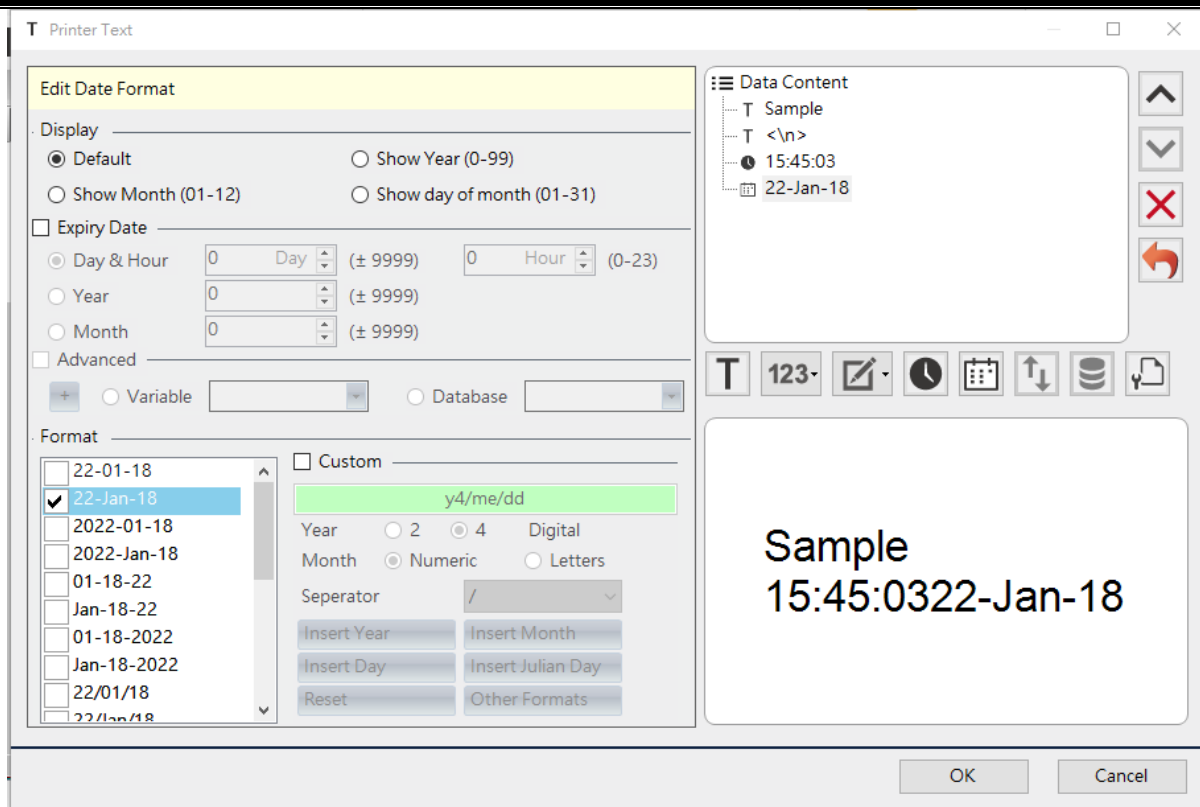 Printer Text
Edit Date Format
Display
Default
Show Year (0-99)
Show Month (01-12)
Show day of month (01-31)
Expiry Date
Day & Hour
0 Day
(± 9999)
0 Hour
(0-23)
Year
0
(± 9999)
Month
0
(± 9999)
Advanced
+
Variable
Database
Format
22-01-18
22-Jan-18
2022-01-18
2022-Jan-18
01-18-22
Jan-18-22
01-18-2022
Jan-18-2022
22/01/18
22/Jan/18
Custom
y4/me/dd
Year 2 4 Digital
Month Numeric Letters
Seperator /
Insert Year
Insert Month
Insert Day
Insert Julian Day
Reset
Other Formats
Data Content
T Sample
T <\n>
15:45:03
22-Jan-18
T
123
Sample
15:45:0322-Jan-18
OK
Cancel